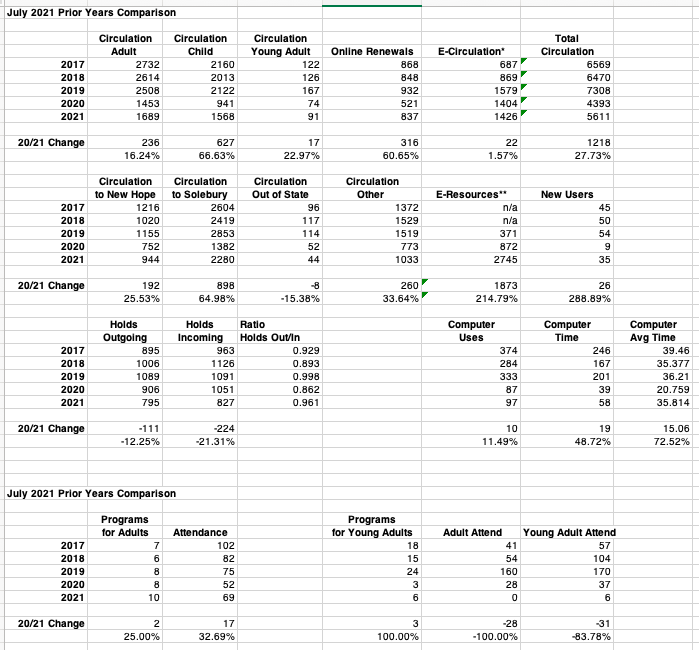 July 2021 Prior Years Comparison
Circulation Circulation Circulation Total
Adult Child Young Adult Online Renewals E-Circulation* Circulation
2017 2732 2160 122 868 687 6569
2018 2614 2013 126 848 869 6470
2019 2508 2122 167 932 1579 7308
2020 1453 941 74 521 1404 4393
2021 1689 1568 91 837 1426 5611
20/21 Change 236 627 17 316 22 1218
16.24% 66.63% 22.97% 60.65% 1.57% 27.73%
Circulation Circulation Circulation Circulation
to New Hope to Solebury Out of State Other E-Resources** New Users
2017 1216 2604 96 1372 n/a 45
2018 1020 2419 117 1529 n/a 50
2019 1155 2853 114 1519 371 54
2020 752 1382 52 773 872 9
2021 944 2280 44 1033 2745 35
20/21 Change 192 898 -8 260 1873 26
25.53% 64.98% -15.38% 33.64% 214.79% 288.89%
Holds Holds Ratio Computer Computer Computer
Outgoing Incoming Holds Out/In Uses Time Avg Time
2017 895 963 0.929 374 246 39.46
2018 1006 1126 0.893 284 167 35.377
2019 1089 1091 0.998 333 201 36.21
2020 906 1051 0.862 87 39 20.759
2021 795 827 0.961 97 58 35.814
20/21 Change -111 -224 10 19 15.06
-12.25% -21.31% 11.49% 48.72% 72.52%
July 2021 Prior Years Comparison
Programs Programs
for Adults Attendance for Young Adults Adult Attend Young Adult Attend
2017 7 102 18 41 57
2018 6 82 15 54 104
2019 8 75 24 160 170
2020 8 52 3 28 37
2021 10 69 6 0 6
20/21 Change 2 17 3 -28 -31
25.00% 32.69% 100.00% -100.00% -83.78%